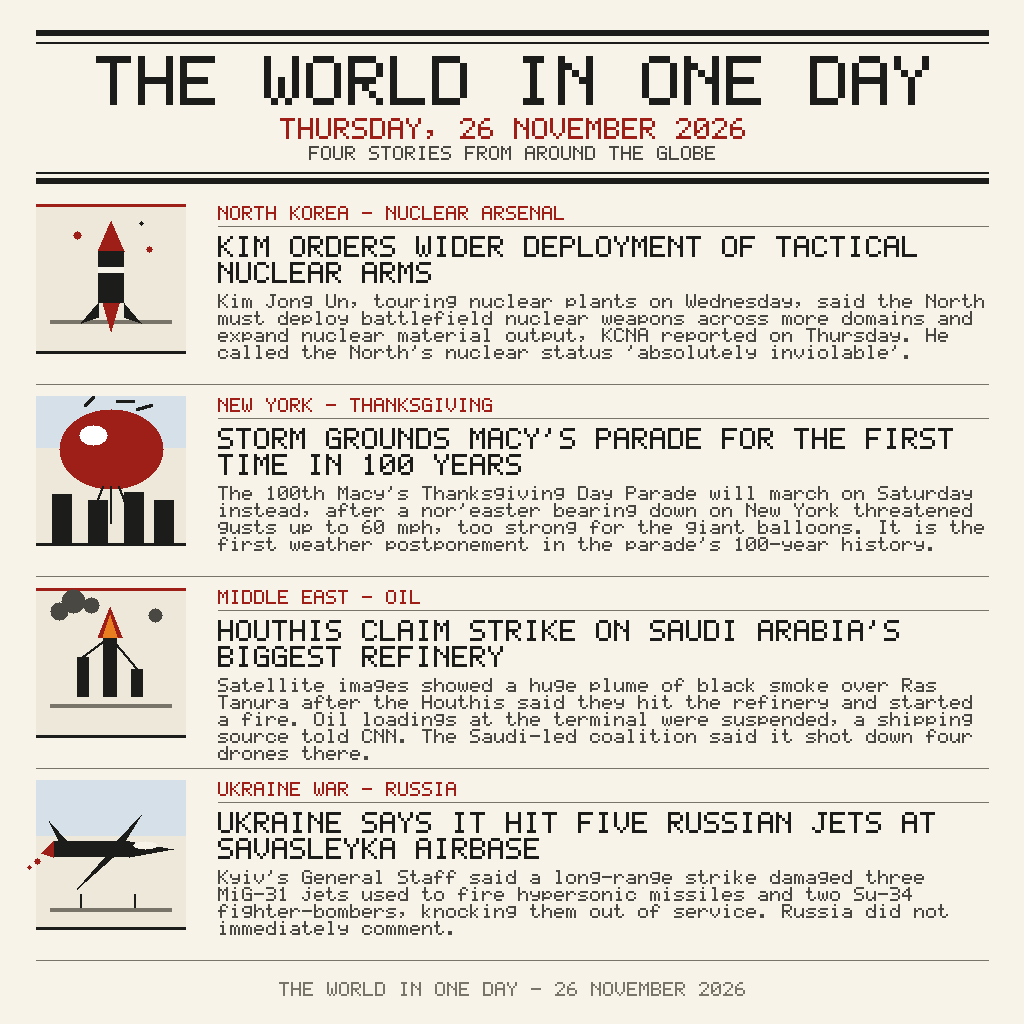 THE WORLD IN ONE DAY
THURSDAY, 26 NOVEMBER 2026
FOUR STORIES FROM AROUND THE GLOBE
NORTH KOREA – NUCLEAR ARSENAL
KIM ORDERS WIDER DEPLOYMENT OF TACTICAL
NUCLEAR ARMS
Kim Jong Un, touring nuclear plants on Wednesday, said the North
must deploy battlefield nuclear weapons across more domains and
expand nuclear material output, KCNA reported on Thursday. He
called the North's nuclear status 'absolutely inviolable'.
NEW YORK – THANKSGIVING
STORM GROUNDS MACY'S PARADE FOR THE FIRST
TIME IN 100 YEARS
The 100th Macy's Thanksgiving Day Parade will march on Saturday
instead, after a nor'easter bearing down on New York threatened
gusts up to 60 mph, too strong for the giant balloons. It is the
first weather postponement in the parade's 100-year history.
MIDDLE EAST – OIL
HOUTHIS CLAIM STRIKE ON SAUDI ARABIA'S
BIGGEST REFINERY
Satellite images showed a huge plume of black smoke over Ras
Tanura after the Houthis said they hit the refinery and started
a fire. Oil loadings at the terminal were suspended, a shipping
source told CNN. The Saudi-led coalition said it shot down four
drones there.
UKRAINE WAR – RUSSIA
UKRAINE SAYS IT HIT FIVE RUSSIAN JETS AT
SAVASLEYKA AIRBASE
Kyiv's General Staff said a long-range strike damaged three
MiG-31 jets used to fire hypersonic missiles and two Su-34
fighter-bombers, knocking them out of service. Russia did not
immediately comment.
THE WORLD IN ONE DAY – 26 NOVEMBER 2026